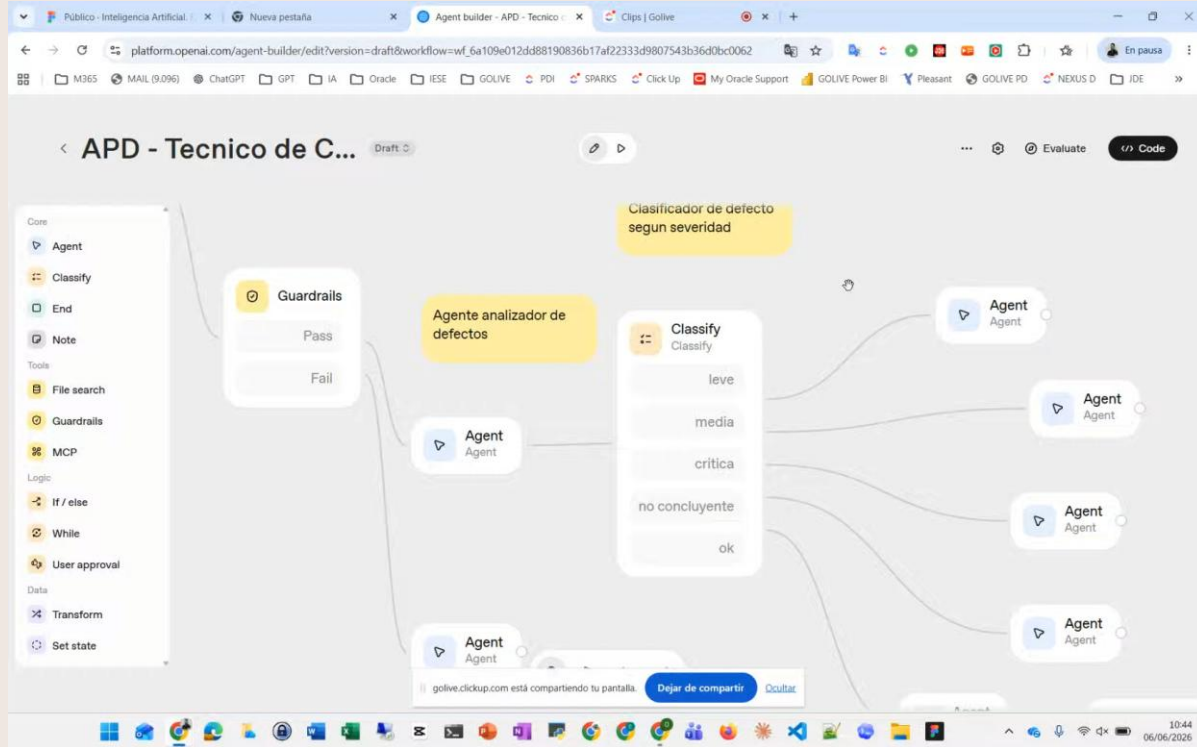 Público - Inteligencia Artificial
Nueva pestaña
Agent builder - APD - Tecnico
Clips | Golive
platform.openai.com/agent-builder/edit?version=draft&workflow=wf_6a109e012dd88190836b17af22333d9807543b36d0bc0062
En pausa
M365
MAIL (9.096)
ChatGPT
GPT
IA
Oracle
IESE
GOLIVE
PDI
SPARKS
Click Up
My Oracle Support
GOLIVE Power BI
Pleasant
GOLIVE PD
NEXUS D
JDE
APD - Tecnico de C...
Draft
Evaluate
Code
Core
Agent
Classify
End
Note
Tools
File search
Guardrails
MCP
Logic
If / else
While
User approval
Data
Transform
Set state
Guardrails
Pass
Fail
Agente analizador de
defectos
Agent
Agent
Agent
Agent
Clasificador de defecto
segun severidad
Classify
Classify
leve
media
critica
no concluyente
ok
Agent
Agent
Agent
Agent
Agent
Agent
Agent
Agent
golive.clickup.com está compartiendo tu pantalla.
Dejar de compartir
Ocultar
10:44
06/06/2026